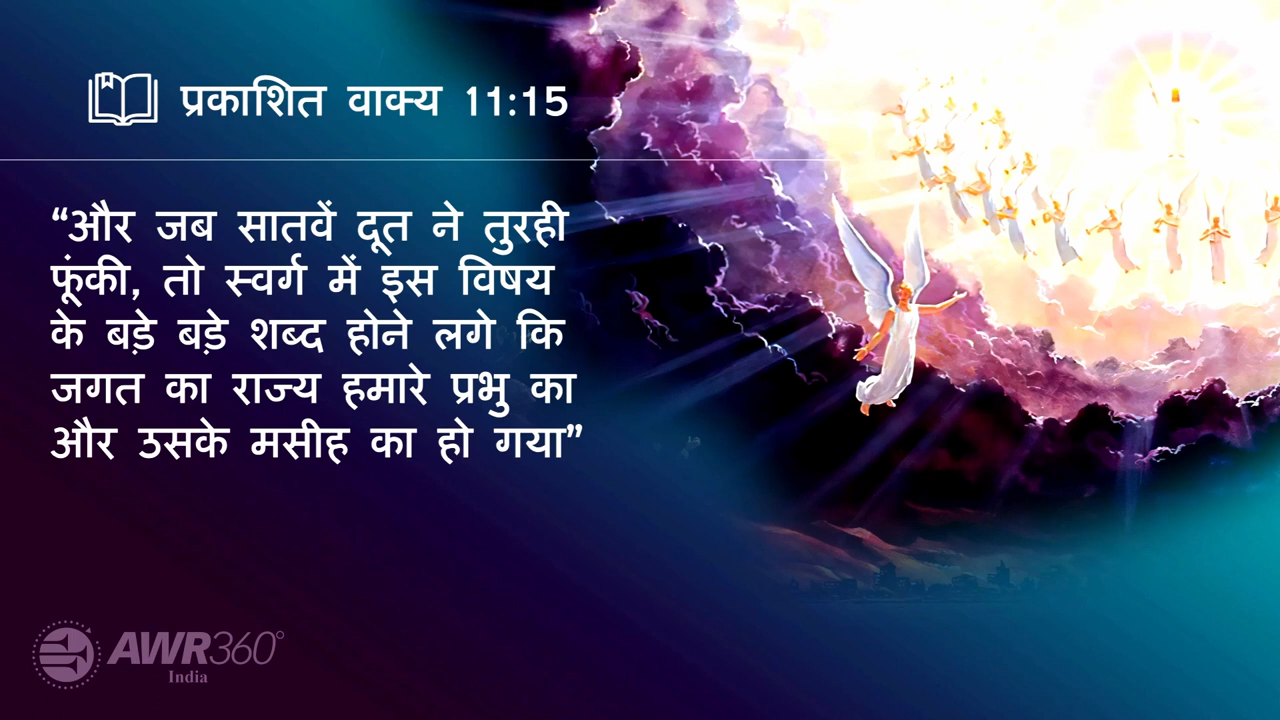 प्रकाशित वाक्य 11:15
“और जब सातवें दूत ने तुरही
फूंकी, तो स्वर्ग में इस विषय
के बड़े बड़े शब्द होने लगे कि
जगत का राज्य हमारे प्रभु का
और उसके मसीह का हो गया”
AWR360°
India